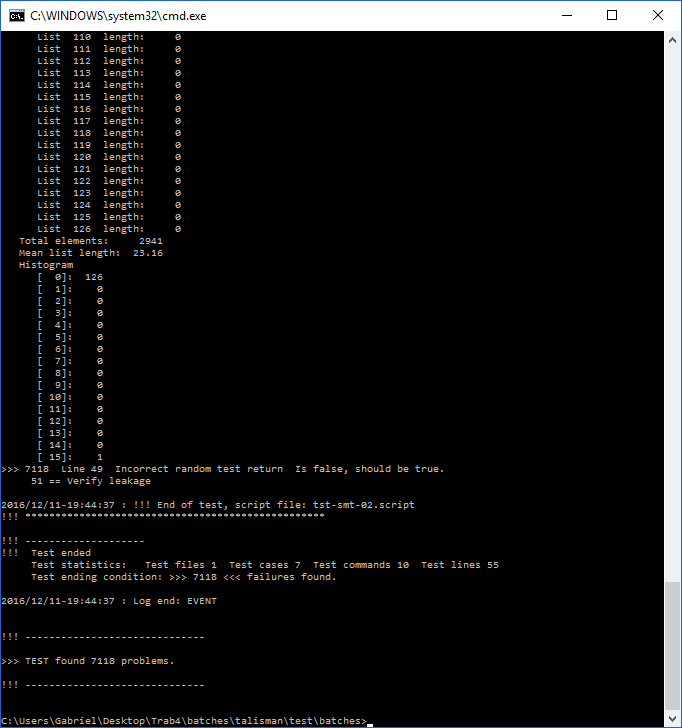 C:\WINDOWS\system32\cmd.exe
List  110  length:     0
List  111  length:     0
List  112  length:     0
List  113  length:     0
List  114  length:     0
List  115  length:     0
List  116  length:     0
List  117  length:     0
List  118  length:     0
List  119  length:     0
List  120  length:     0
List  121  length:     0
List  122  length:     0
List  123  length:     0
List  124  length:     0
List  125  length:     0
List  126  length:     0
Total elements:     2941
Mean list length:  23.16
Histogram
[  0]:  126
[  1]:    0
[  2]:    0
[  3]:    0
[  4]:    0
[  5]:    0
[  6]:    0
[  7]:    0
[  8]:    0
[  9]:    0
[ 10]:    0
[ 11]:    0
[ 12]:    0
[ 13]:    0
[ 14]:    0
[ 15]:    1
>>> 7118  Line 49  Incorrect random test return  Is false, should be true.
51 == Verify leakage
2016/12/11-19:44:37 : !!! End of test, script file: tst-smt-02.script
!!! **************************************************
!!! --------------------
!!!  Test ended
Test statistics:   Test files 1  Test cases 7  Test commands 10  Test lines 55
Test ending condition: >>> 7118 <<< failures found.
2016/12/11-19:44:37 : Log end: EVENT
!!! ------------------------------
>>> TEST found 7118 problems.
!!! ------------------------------
C:\Users\Gabriel\Desktop\Trab4\batches\talisman\test\batches>